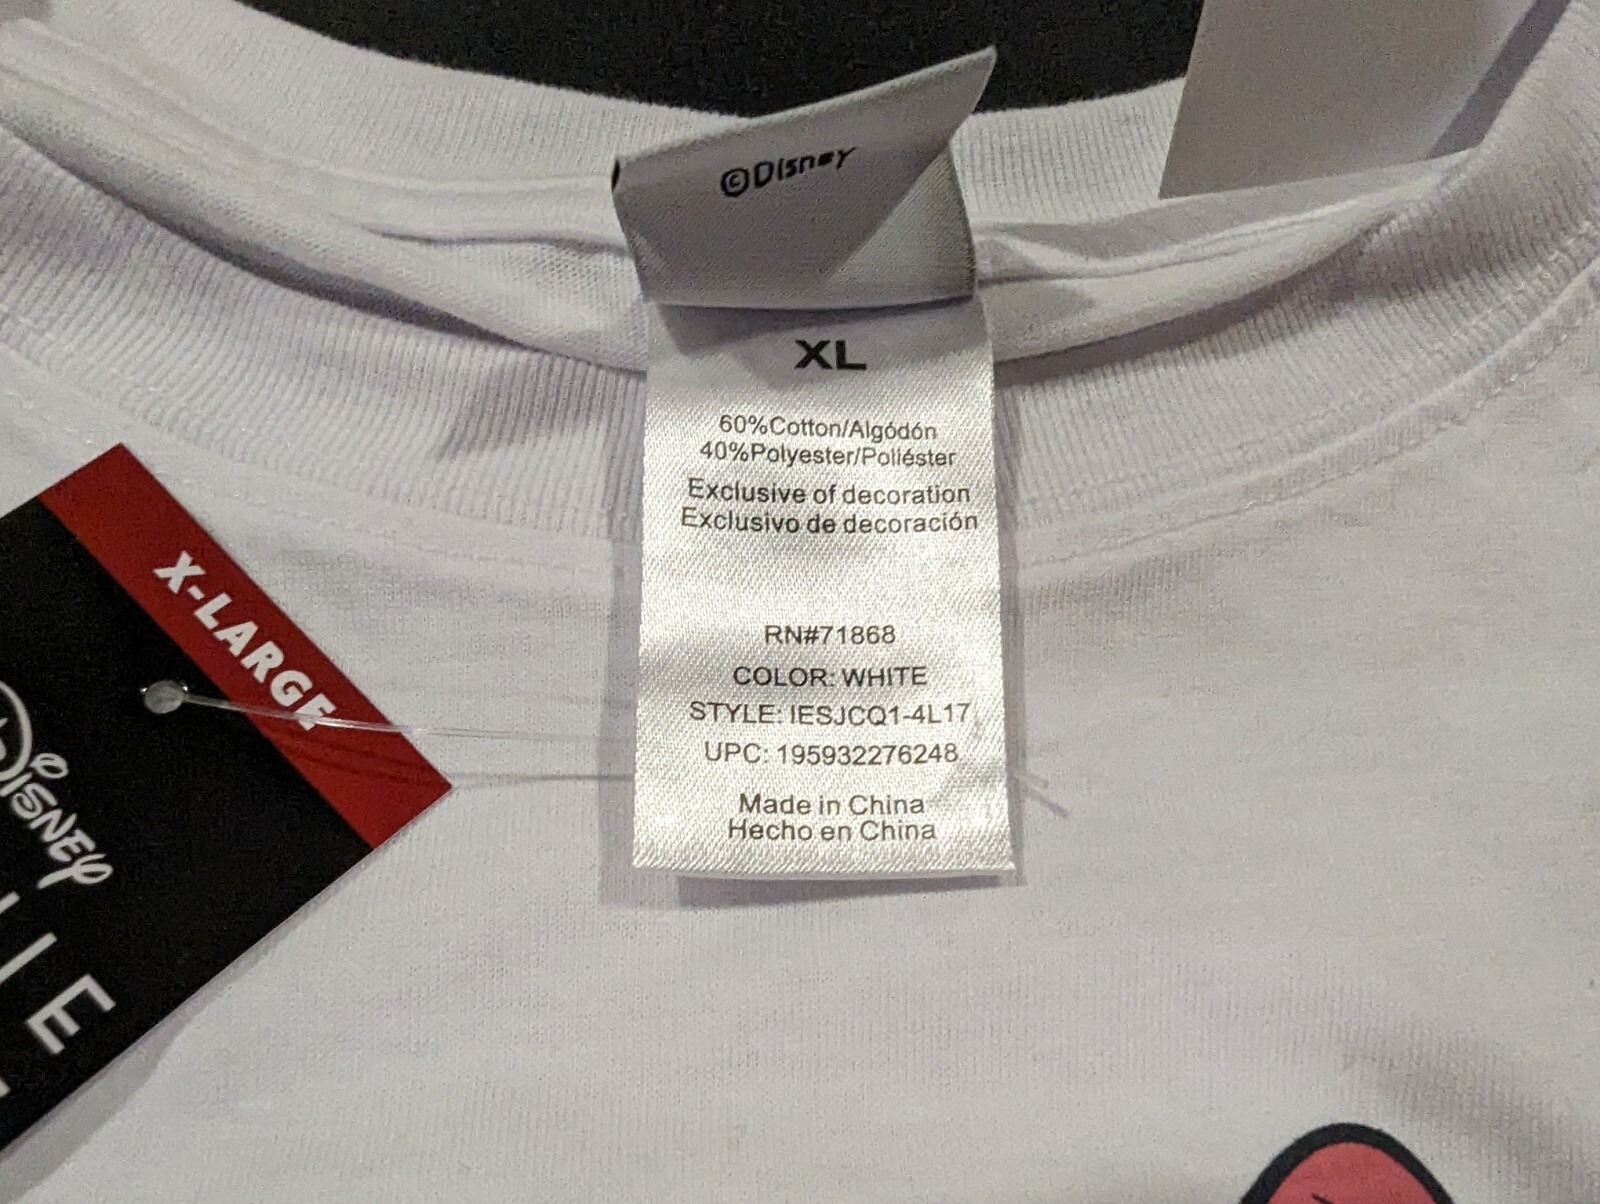 ©Disney
XL
60%Cotton/Algódón
40%Polyester/Poliéster
Exclusive of decoration
Exclusivo de decoración
RN#71868
COLOR: WHITE
STYLE: IESJCQ1-4L17
UPC: 195932276248
Made in China
Hecho en China
X-LARGE
DISNEY